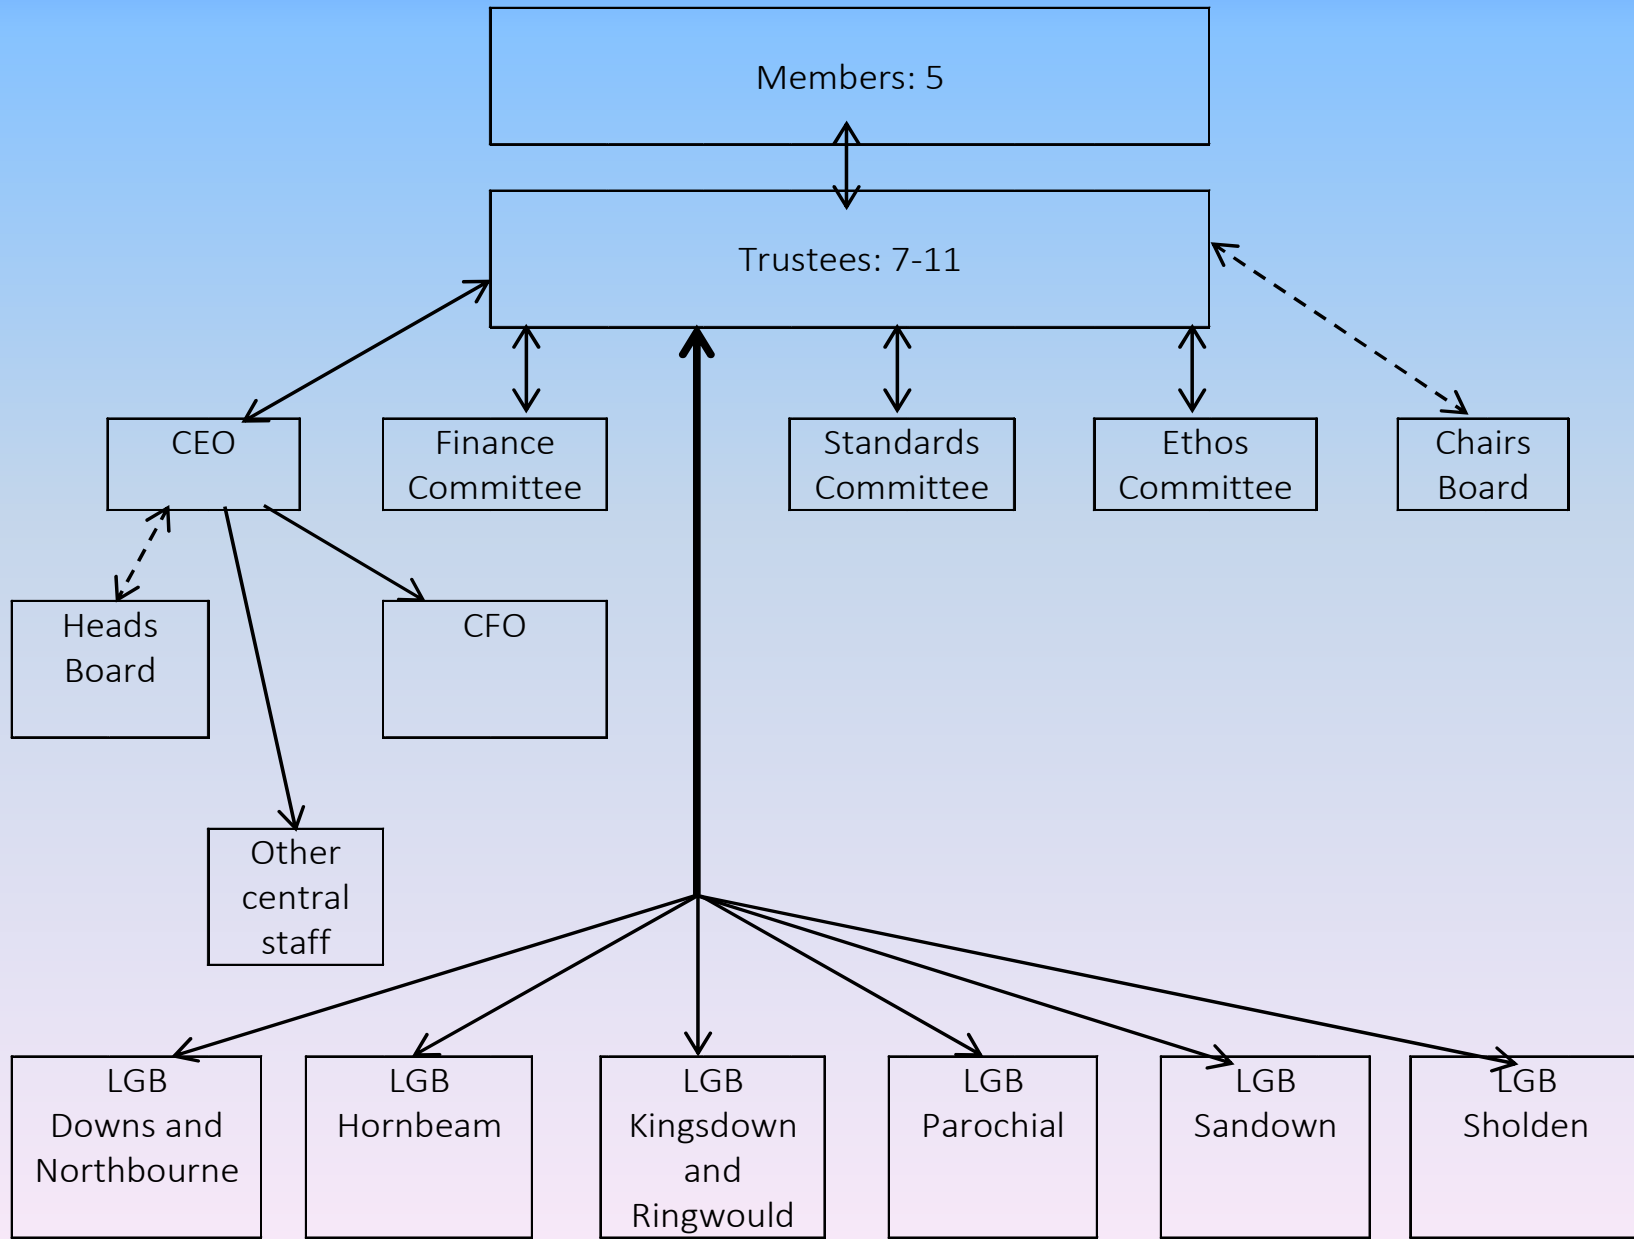 Members: 5
Trustees: 7-11
CEO
Finance
Committee
Standards
Committee
Ethos
Committee
Chairs
Board
Heads
Board
CFO
Other
central
staff
LGB
Downs and
Northbourne
LGB
Hornbeam
LGB
Kingsdown
and
Ringwould
LGB
Parochial
LGB
Sandown
LGB
Sholden